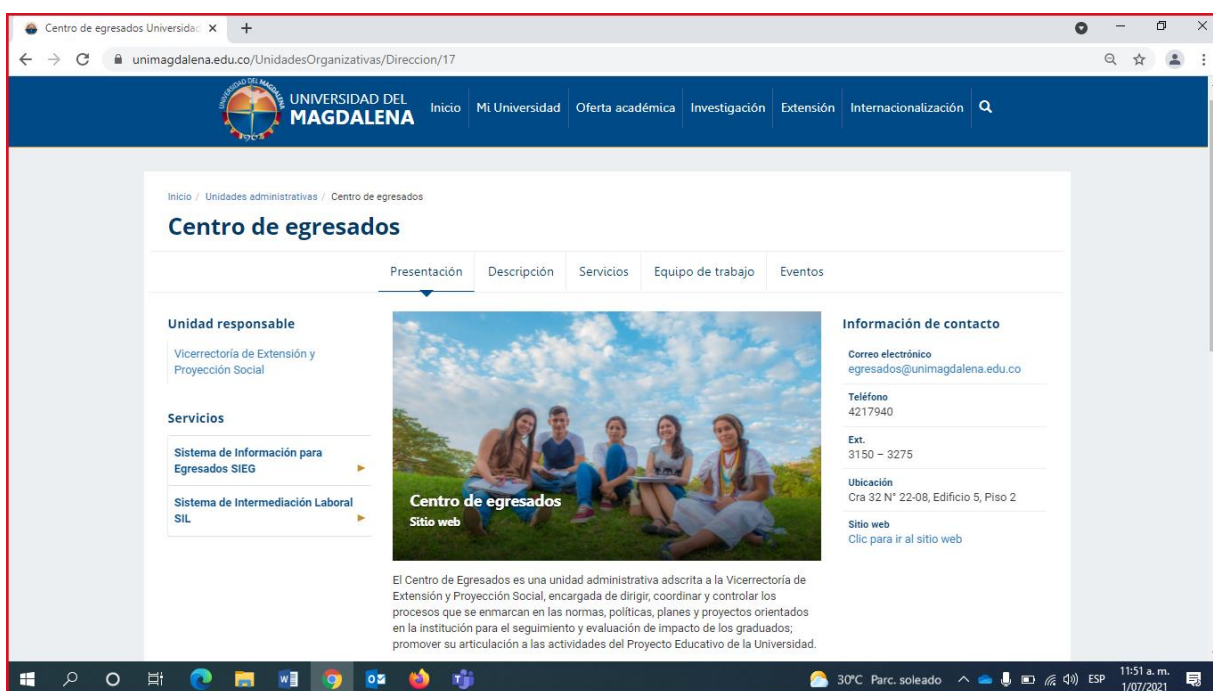 Centro de egresados Universidad
unimagdalena.edu.co/UnidadesOrganizativas/Direccion/17
UNIVERSIDAD DEL MAGDALENA
UNIVERSIDAD DEL
MAGDALENA
Inicio
Mi Universidad
Oferta académica
Investigación
Extensión
Internacionalización
Inicio / Unidades administrativas / Centro de egresados
Centro de egresados
Presentación
Descripción
Servicios
Equipo de trabajo
Eventos
Unidad responsable
Vicerrectoría de Extensión y
Proyección Social
Servicios
Sistema de Información para
Egresados SIEG
Sistema de Intermediación Laboral
SIL
Centro de egresados
Sitio web
El Centro de Egresados es una unidad administrativa adscrita a la Vicerrectoría de
Extensión y Proyección Social, encargada de dirigir, coordinar y controlar los
procesos que se enmarcan en las normas, políticas, planes y proyectos orientados
en la institución para el seguimiento y evaluación de impacto de los graduados;
promover su articulación a las actividades del Proyecto Educativo de la Universidad.
Información de contacto
Correo electrónico
egresados@unimagdalena.edu.co
Teléfono
4217940
Ext.
3150 – 3275
Ubicación
Cra 32 N° 22-08, Edificio 5, Piso 2
Sitio web
Clic para ir al sitio web
30°C Parc. soleado
ESP
11:51 a. m.
1/07/2021